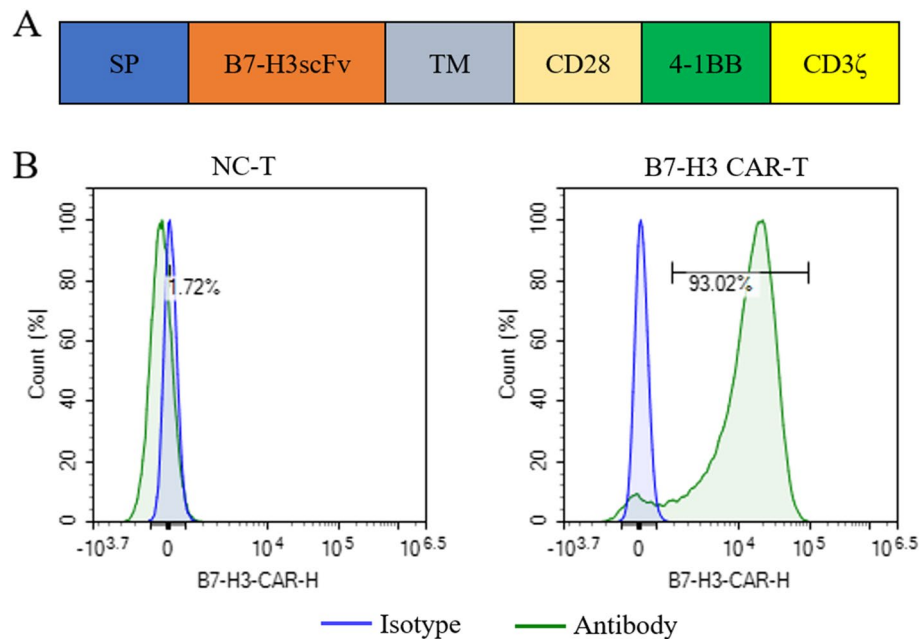 A
SP B7-H3scFv TM CD28 4-1BB CD3ζ
B
NC-T B7-H3 CAR-T
100 100
80 80
1.72% 93.02%
60 60
40 40
20 20
0 0
Count (%) Count (%)
-10^3.7 0 10^4 10^5 10^6.5 -10^3.7 0 10^4 10^5 10^6.5
B7-H3-CAR-H B7-H3-CAR-H
Isotype Antibody